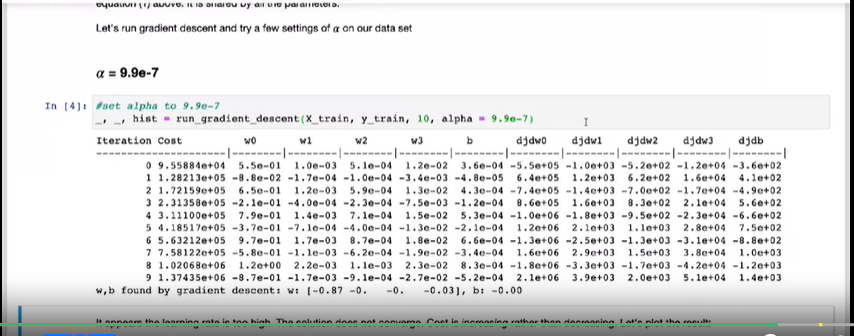 equation (1) above. It is shared by all the parameters.
Let's run gradient descent and try a few settings of α on our data set
α = 9.9e-7
In [4]: #set alpha to 9.9e-7
_, _, hist = run_gradient_descent(X_train, y_train, 10, alpha = 9.9e-7)
Iteration Cost w0 w1 w2 w3 b djdw0 djdw1 djdw2 djdw3 djdb
---------------------|--------|--------|--------|--------|--------|--------|--------|--------|--------|--------|
0 9.55884e+04 5.5e-01 1.0e-03 5.1e-04 1.2e-02 3.6e-04 -5.5e+05 -1.0e+03 -5.2e+02 -1.2e+04 -3.6e+02
1 1.28213e+05 -8.8e-02 -1.7e-04 -1.0e-04 -3.4e-03 -4.8e-05 6.4e+05 1.2e+03 6.2e+02 1.6e+04 4.1e+02
2 1.72159e+05 6.5e-01 1.2e-03 5.9e-04 1.3e-02 4.3e-04 -7.4e+05 -1.4e+03 -7.0e+02 -1.7e+04 -4.9e+02
3 2.31358e+05 -2.1e-01 -4.0e-04 -2.3e-04 -7.5e-03 -1.2e-04 8.6e+05 1.6e+03 8.3e+02 2.1e+04 5.6e+02
4 3.11100e+05 7.9e-01 1.4e-03 7.1e-04 1.5e-02 5.3e-04 -1.0e+06 -1.8e+03 -9.5e+02 -2.3e+04 -6.6e+02
5 4.18517e+05 -3.7e-01 -7.1e-04 -4.0e-04 -1.3e-02 -2.1e-04 1.2e+06 2.1e+03 1.1e+03 2.8e+04 7.5e+02
6 5.63212e+05 9.7e-01 1.7e-03 8.7e-04 1.8e-02 6.6e-04 -1.3e+06 -2.5e+03 -1.3e+03 -3.1e+04 -8.8e+02
7 7.58122e+05 -5.8e-01 -1.1e-03 -6.2e-04 -1.9e-02 -3.4e-04 1.6e+06 2.9e+03 1.5e+03 3.8e+04 1.0e+03
8 1.02068e+06 1.2e+00 2.2e-03 1.1e-03 2.3e-02 8.3e-04 -1.8e+06 -3.3e+03 -1.7e+03 -4.2e+04 -1.2e+03
9 1.37435e+06 -8.7e-01 -1.7e-03 -9.1e-04 -2.7e-02 -5.2e-04 2.1e+06 3.9e+03 2.0e+03 5.1e+04 1.4e+03
w,b found by gradient descent: w: [-0.87 -0. -0. -0.03], b: -0.00
It appears the learning rate is too high. The solution does not converge. Cost is increasing rather than decreasing. Let's plot the result: